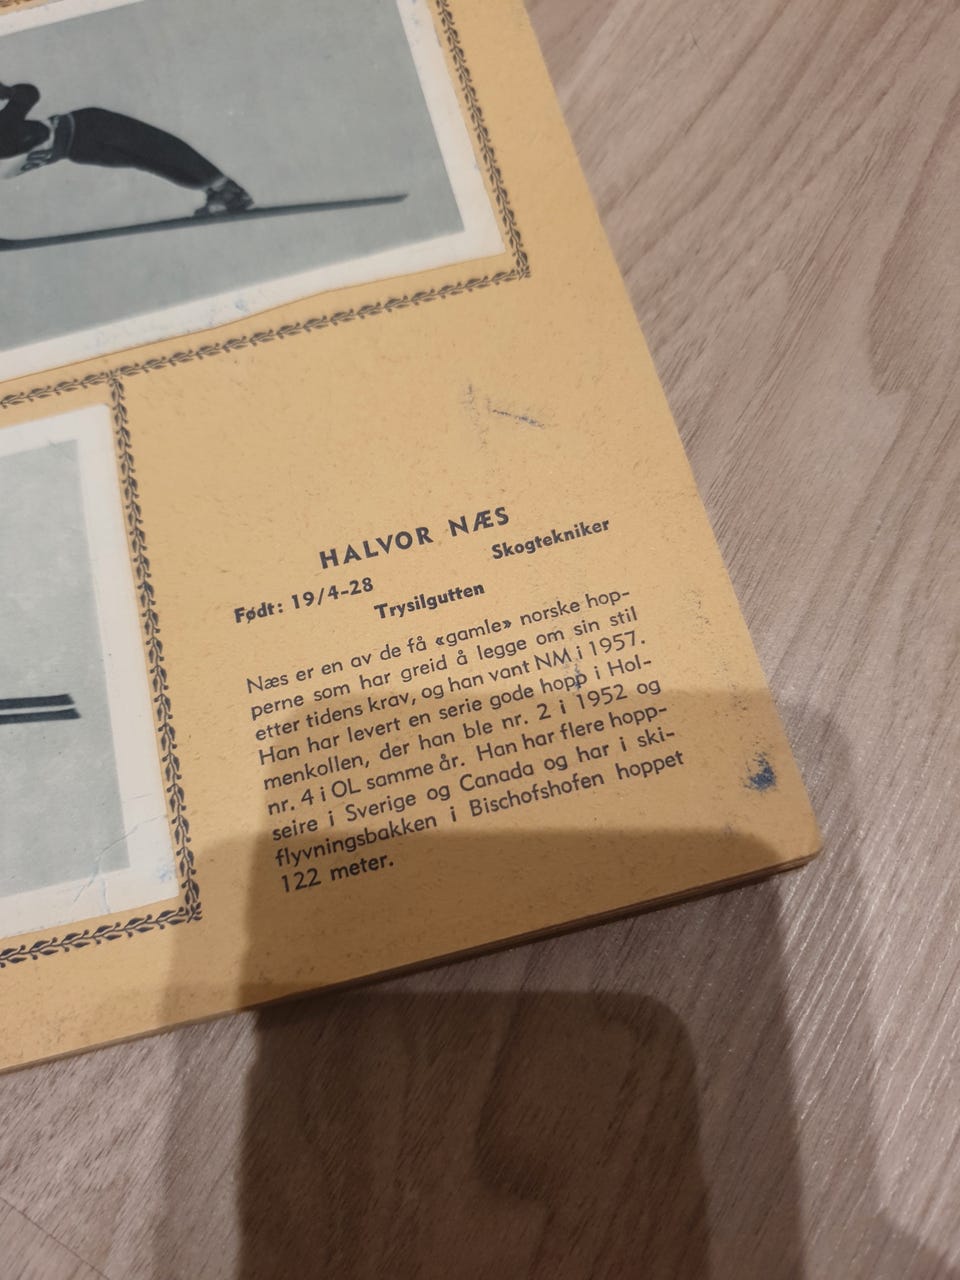 HALVOR NÆS
Født: 19/4-28 Skogtekniker
Trysilgutten
Næs er en av de få «gamle» norske hop-
perne som har greid å legge om sin stil
etter tidens krav, og han vant NM i 1957.
Han har levert en serie gode hopp i Hol-
menkollen, der han ble nr. 2 i 1952 og
nr. 4 i OL samme år. Han har flere hopp-
seire i Sverige og Canada og har i ski-
flyvningsbakken i Bischofshofen hoppet
122 meter.